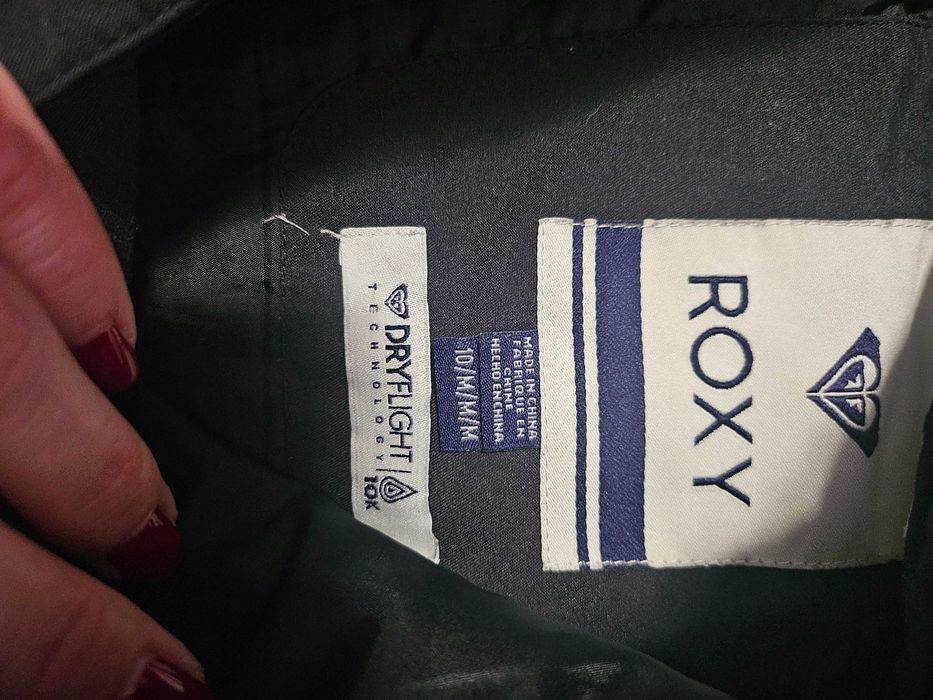 ROXY
MADE IN CHINA
FABRIQUE EN
CHINE
HECHO EN CHINA
10/M/M/M
DRYFLIGHT
TECHNOLOGY
10K